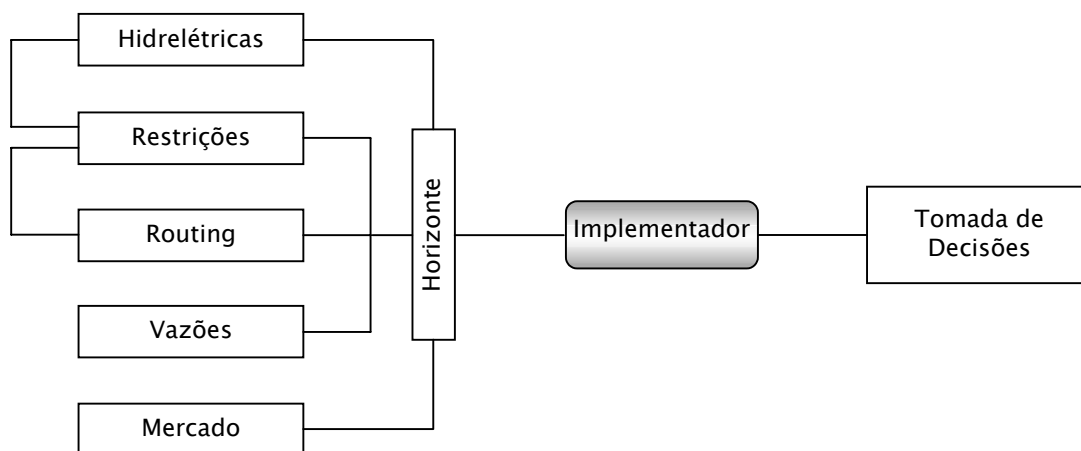 Hidrelétricas
Restrições
Routing
Vazões
Mercado
Horizonte
Implementador
Tomada de
Decisões